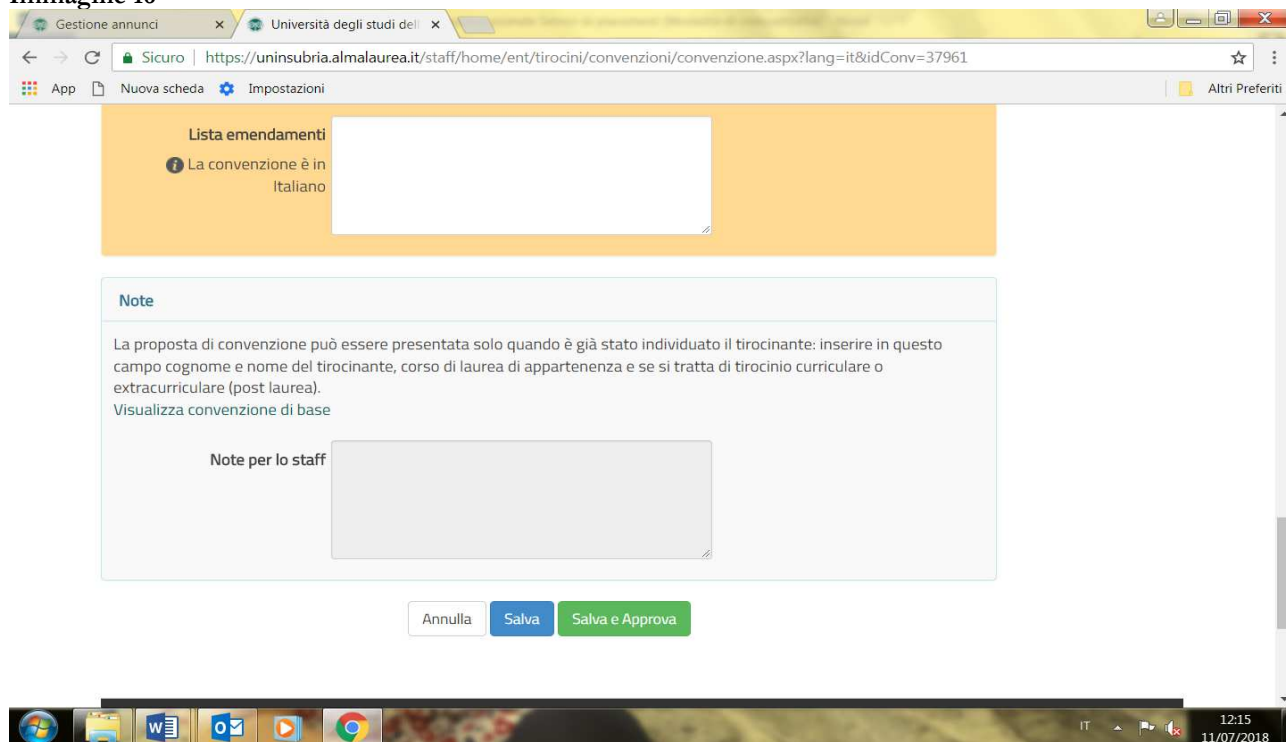 Gestione annunci
Università degli studi dell
Sicuro | https://uninsubria.almalaurea.it/staff/home/ent/tirocini/convenzioni/convenzione.aspx?lang=it&idConv=37961
App Nuova scheda Impostazioni Altri Preferiti
Lista emendamenti
La convenzione è in
Italiano
Note
La proposta di convenzione può essere presentata solo quando è già stato individuato il tirocinante: inserire in questo
campo cognome e nome del tirocinante, corso di laurea di appartenenza e se si tratta di tirocinio curriculare o
extracurriculare (post laurea).
Visualizza convenzione di base
Note per lo staff
Annulla Salva Salva e Approva
IT
12:15
11/07/2018